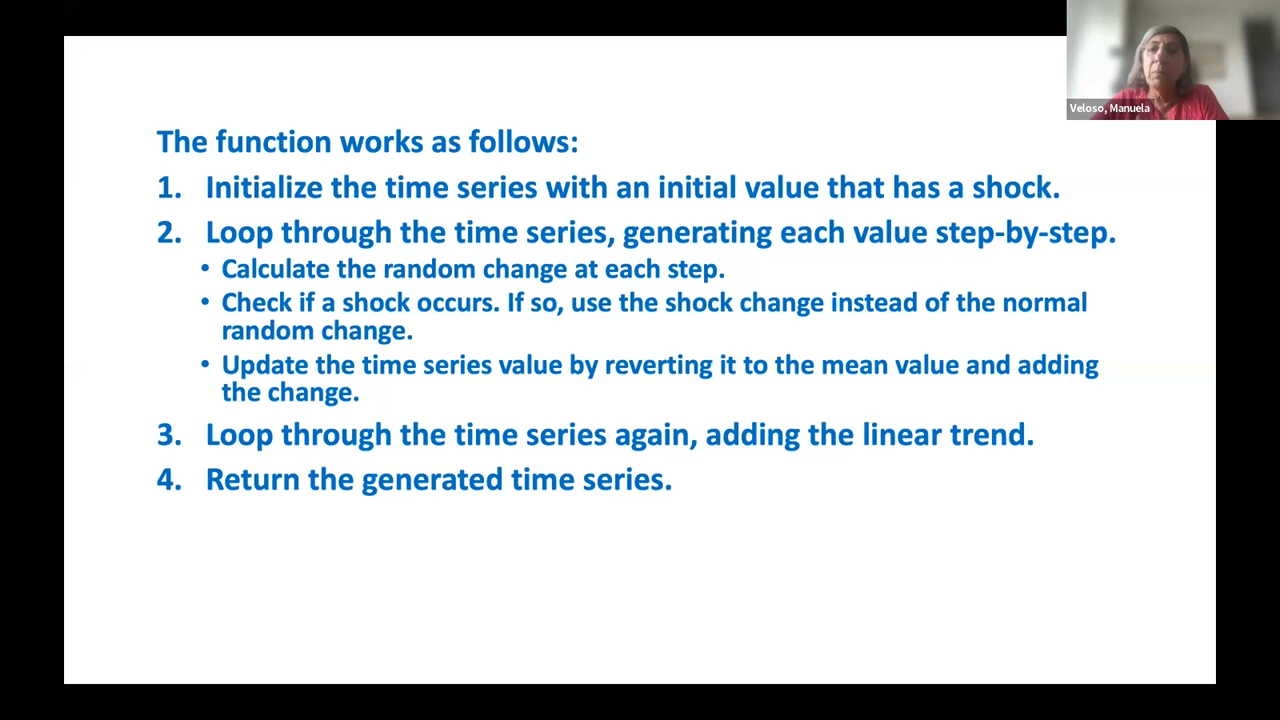 Veloso, Manuela
The function works as follows:
1. Initialize the time series with an initial value that has a shock.
2. Loop through the time series, generating each value step-by-step.
• Calculate the random change at each step.
• Check if a shock occurs. If so, use the shock change instead of the normal
random change.
• Update the time series value by reverting it to the mean value and adding
the change.
3. Loop through the time series again, adding the linear trend.
4. Return the generated time series.